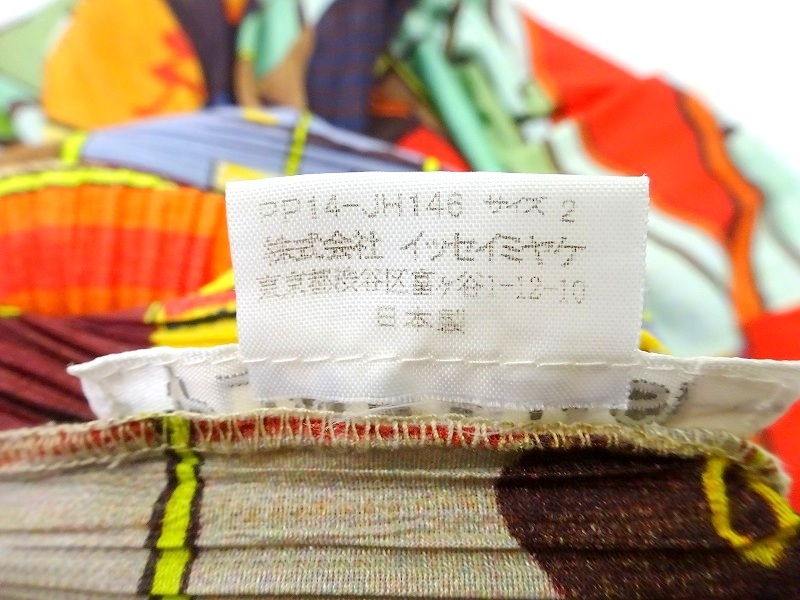 PP14-JH146 サイズ 2
株式会社 イッセイミヤケ
東京都渋谷区富ヶ谷1-12-10
日本製